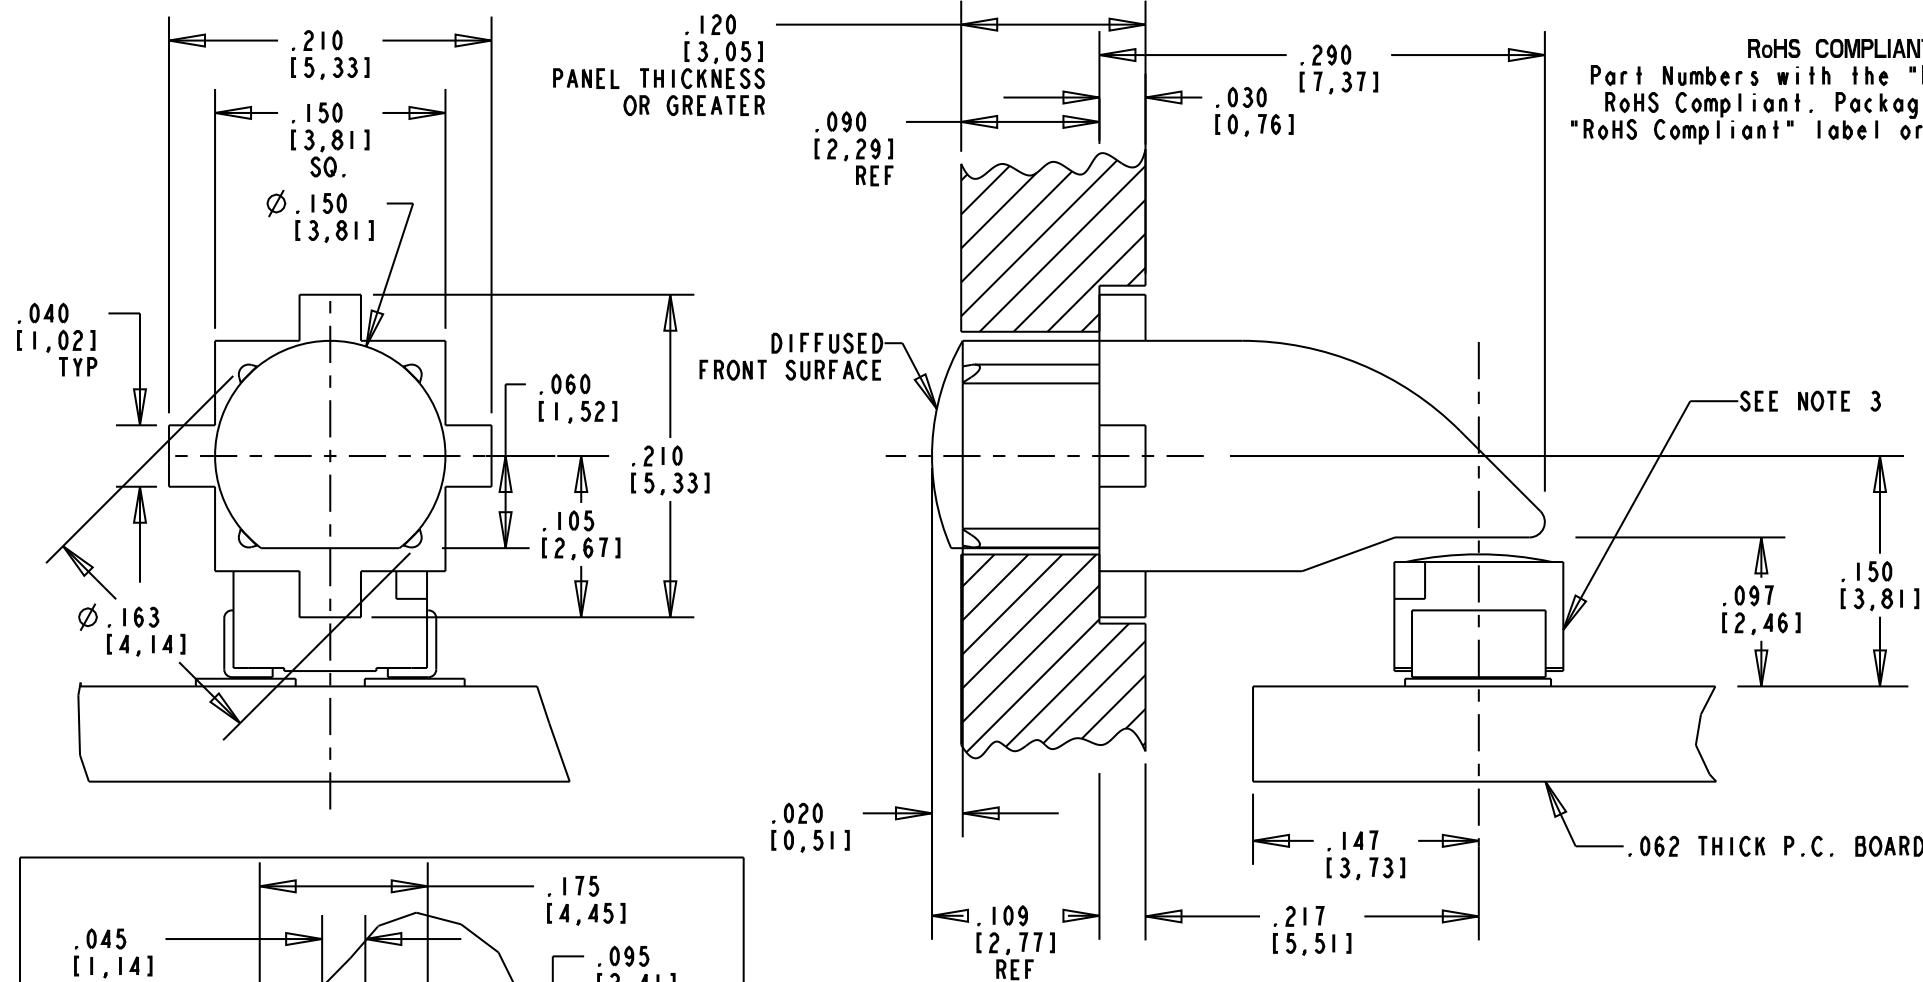 .210
[5,33]
.150
[3,81]
SQ.
Ø .150
[3,81]
.040
[1,02]
TYP
.060
[1,52]
.210
[5,33]
.105
[2,67]
Ø .163
[4,14]
.120
[3,05]
PANEL THICKNESS
OR GREATER
.090
[2,29]
REF
.290
[7,37]
.030
[0,76]
RoHS COMPLIANT
Part Numbers with the "
RoHS Compliant. Packag
"RoHS Compliant" label or
DIFFUSED
FRONT SURFACE
SEE NOTE 3
.097
[2,46]
.150
[3,81]
.020
[0,51]
.147
[3,73]
.062 THICK P.C. BOARD
.109
[2,77]
REF
.217
[5,51]
.175
[4,45]
.045
[1,14]
.095
[2,41]